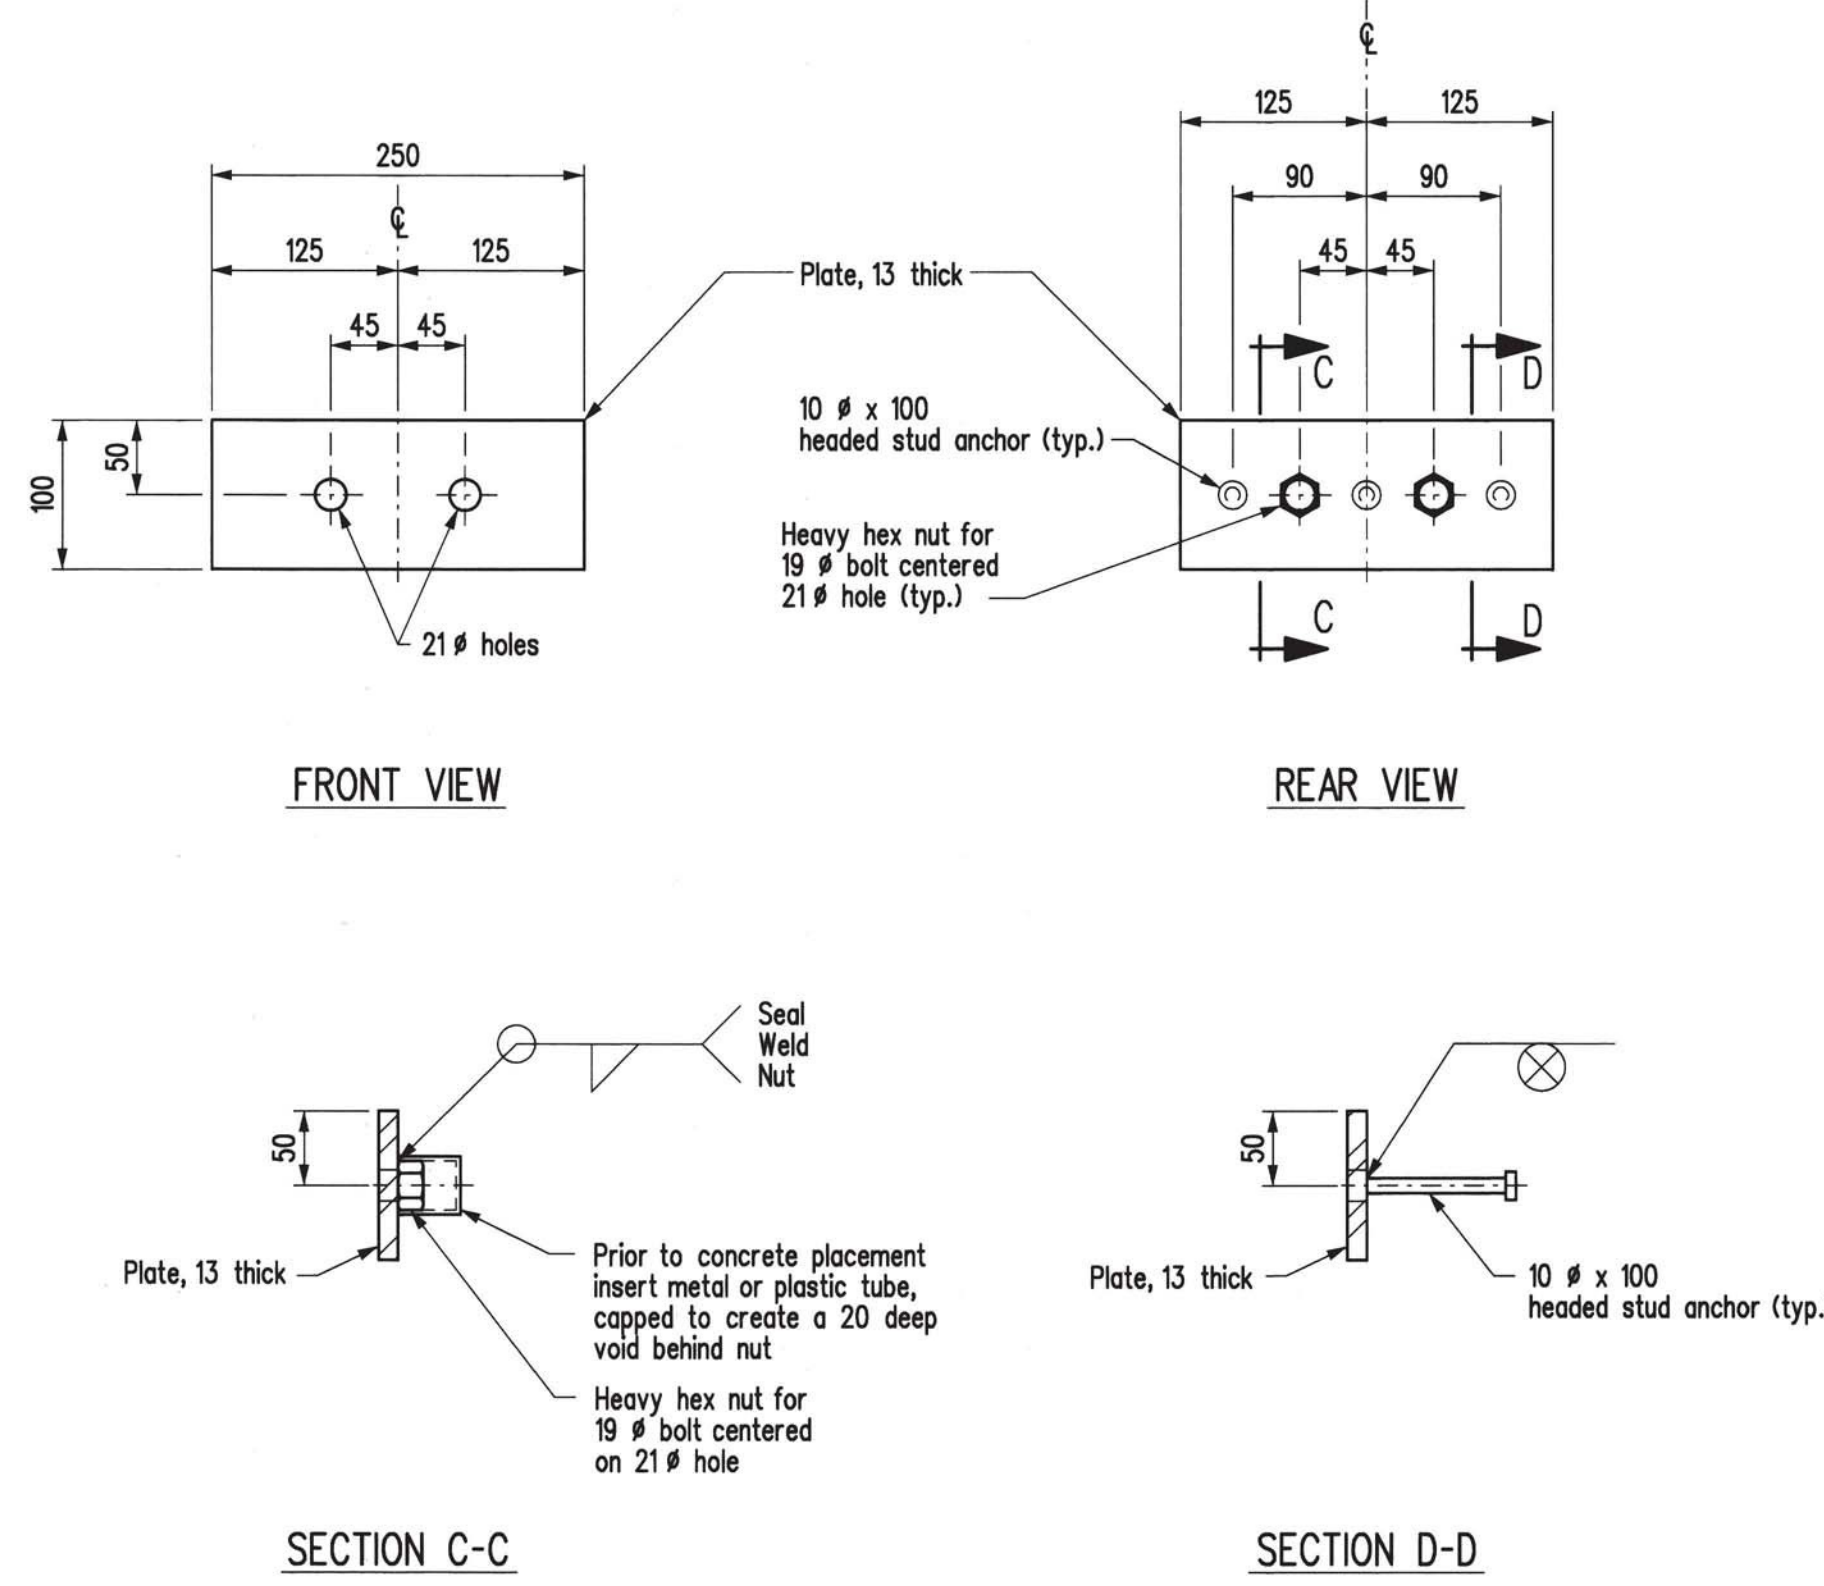 ℄
125 125
250
90 90
℄
125 125
45 45
Plate, 13 thick
45 45
C D
10 ø x 100
headed stud anchor (typ.)
50
100
Heavy hex nut for
19 ø bolt centered
21 ø hole (typ.)
C D
21 ø holes
FRONT VIEW
REAR VIEW
Seal
Weld
Nut
50
Plate, 13 thick
Prior to concrete placement
insert metal or plastic tube,
capped to create a 20 deep
void behind nut
Heavy hex nut for
19 ø bolt centered
on 21 ø hole
SECTION C-C
50
Plate, 13 thick
10 ø x 100
headed stud anchor (typ.
SECTION D-D